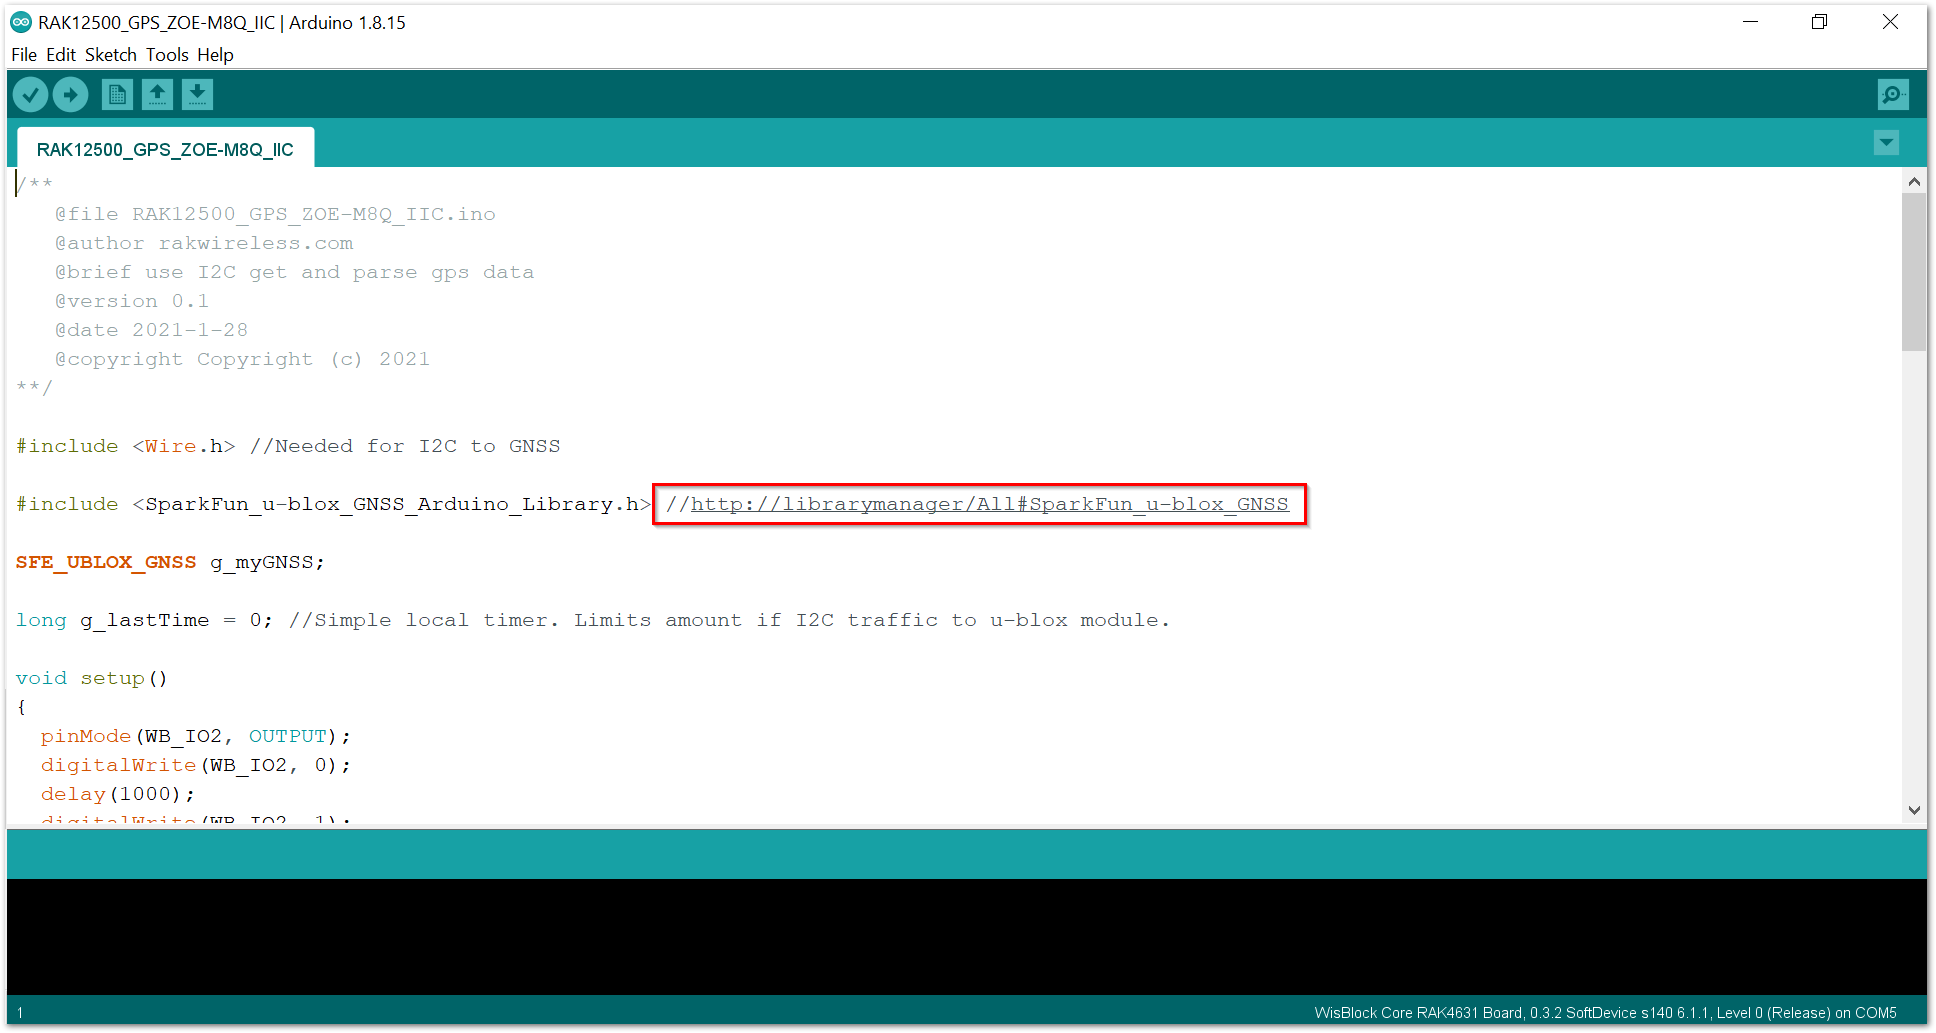 RAK12500_GPS_ZOE-M8Q_IIC | Arduino 1.8.15
File Edit Sketch Tools Help
RAK12500_GPS_ZOE-M8Q_IIC
/**
@file RAK12500_GPS_ZOE-M8Q_IIC.ino
@author rakwireless.com
@brief use I2C get and parse gps data
@version 0.1
@date 2021-1-28
@copyright Copyright (c) 2021
**/
#include <Wire.h> //Needed for I2C to GNSS
#include <SparkFun_u-blox_GNSS_Arduino_Library.h> //http://librarymanager/All#SparkFun_u-blox_GNSS
SFE_UBLOX_GNSS g_myGNSS;
long g_lastTime = 0; //Simple local timer. Limits amount if I2C traffic to u-blox module.
void setup()
{
pinMode(WB_IO2, OUTPUT);
digitalWrite(WB_IO2, 0);
delay(1000);
digitalWrite(WB_IO2, 1);
1
WisBlock Core RAK4631 Board, 0.3.2 SoftDevice s140 6.1.1, Level 0 (Release) on COM5